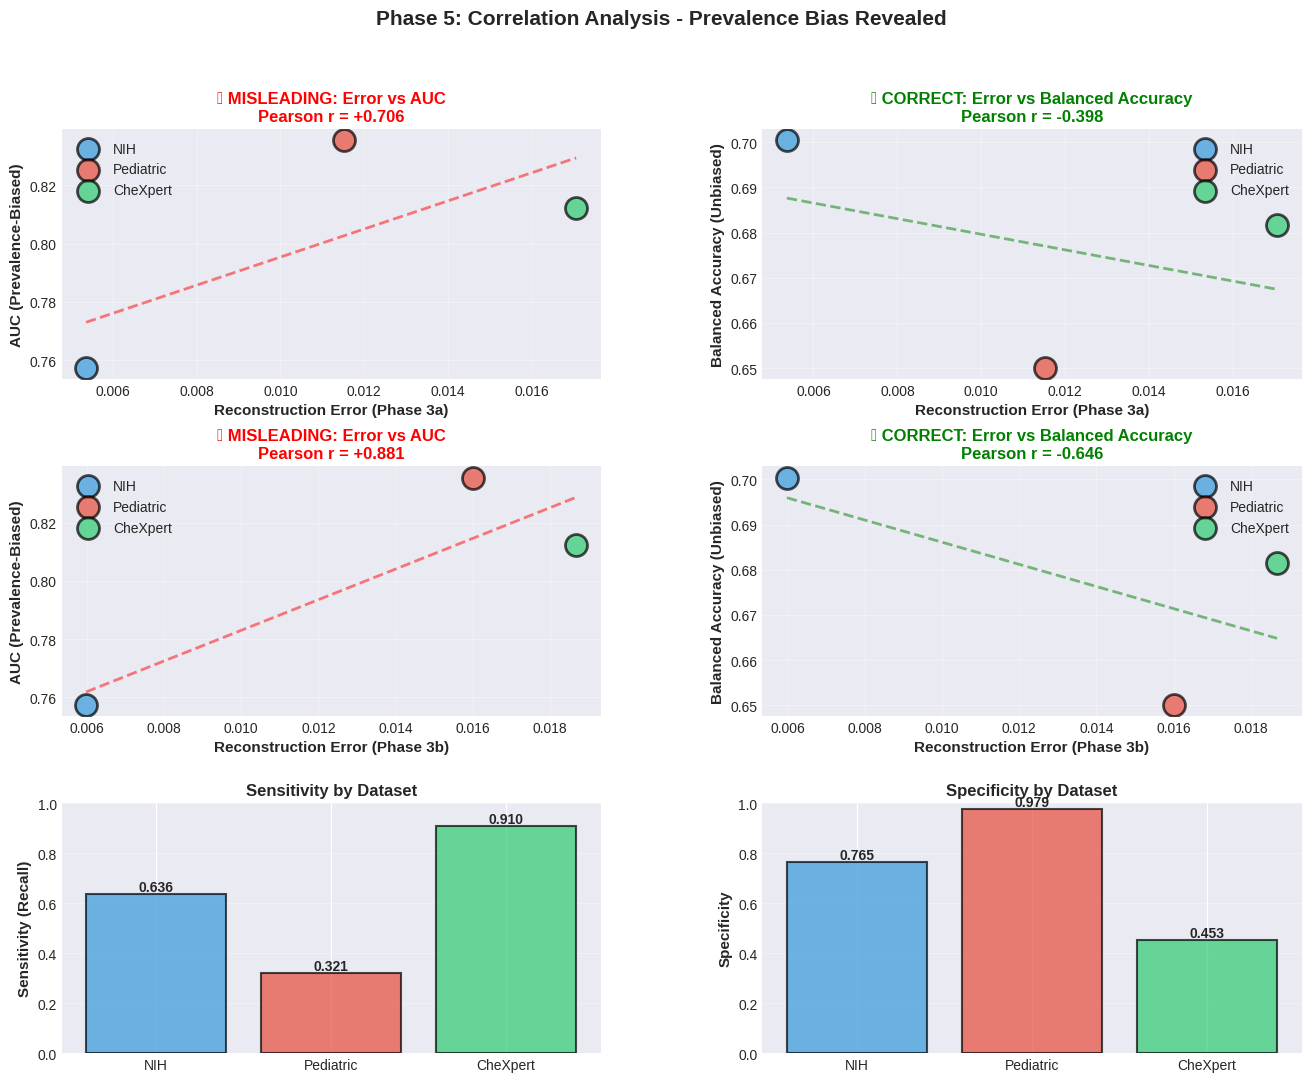 Phase 5: Correlation Analysis - Prevalence Bias Revealed
▯ MISLEADING: Error vs AUC
Pearson r = +0.706
AUC (Prevalence-Biased)
0.82
0.80
0.78
0.76
NIH
Pediatric
CheXpert
0.006 0.008 0.010 0.012 0.014 0.016
Reconstruction Error (Phase 3a)
▯ CORRECT: Error vs Balanced Accuracy
Pearson r = -0.398
Balanced Accuracy (Unbiased)
0.70
0.69
0.68
0.67
0.66
0.65
NIH
Pediatric
CheXpert
0.006 0.008 0.010 0.012 0.014 0.016
Reconstruction Error (Phase 3a)
▯ MISLEADING: Error vs AUC
Pearson r = +0.881
AUC (Prevalence-Biased)
0.82
0.80
0.78
0.76
NIH
Pediatric
CheXpert
0.006 0.008 0.010 0.012 0.014 0.016 0.018
Reconstruction Error (Phase 3b)
▯ CORRECT: Error vs Balanced Accuracy
Pearson r = -0.646
Balanced Accuracy (Unbiased)
0.70
0.69
0.68
0.67
0.66
0.65
NIH
Pediatric
CheXpert
0.006 0.008 0.010 0.012 0.014 0.016 0.018
Reconstruction Error (Phase 3b)
Sensitivity by Dataset
Sensitivity (Recall)
1.0
0.8
0.6
0.4
0.2
0.0
0.636
0.321
0.910
NIH Pediatric CheXpert
Specificity by Dataset
Specificity
1.0
0.8
0.6
0.4
0.2
0.0
0.765
0.979
0.453
NIH Pediatric CheXpert